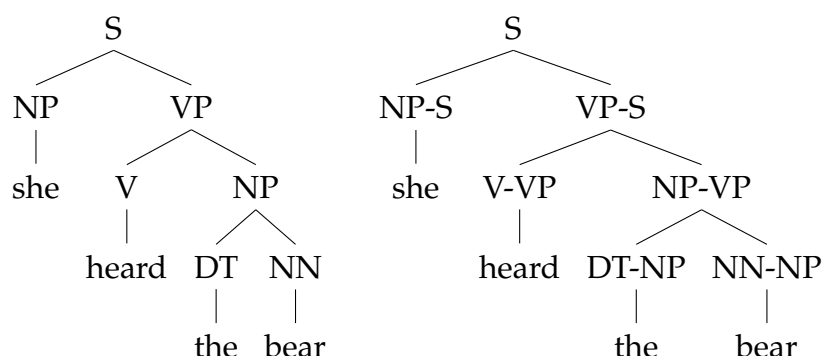 S S
NP VP NP-S VP-S
she V NP she V-VP NP-VP
heard DT NN heard DT-NP NN-NP
the bear the bear